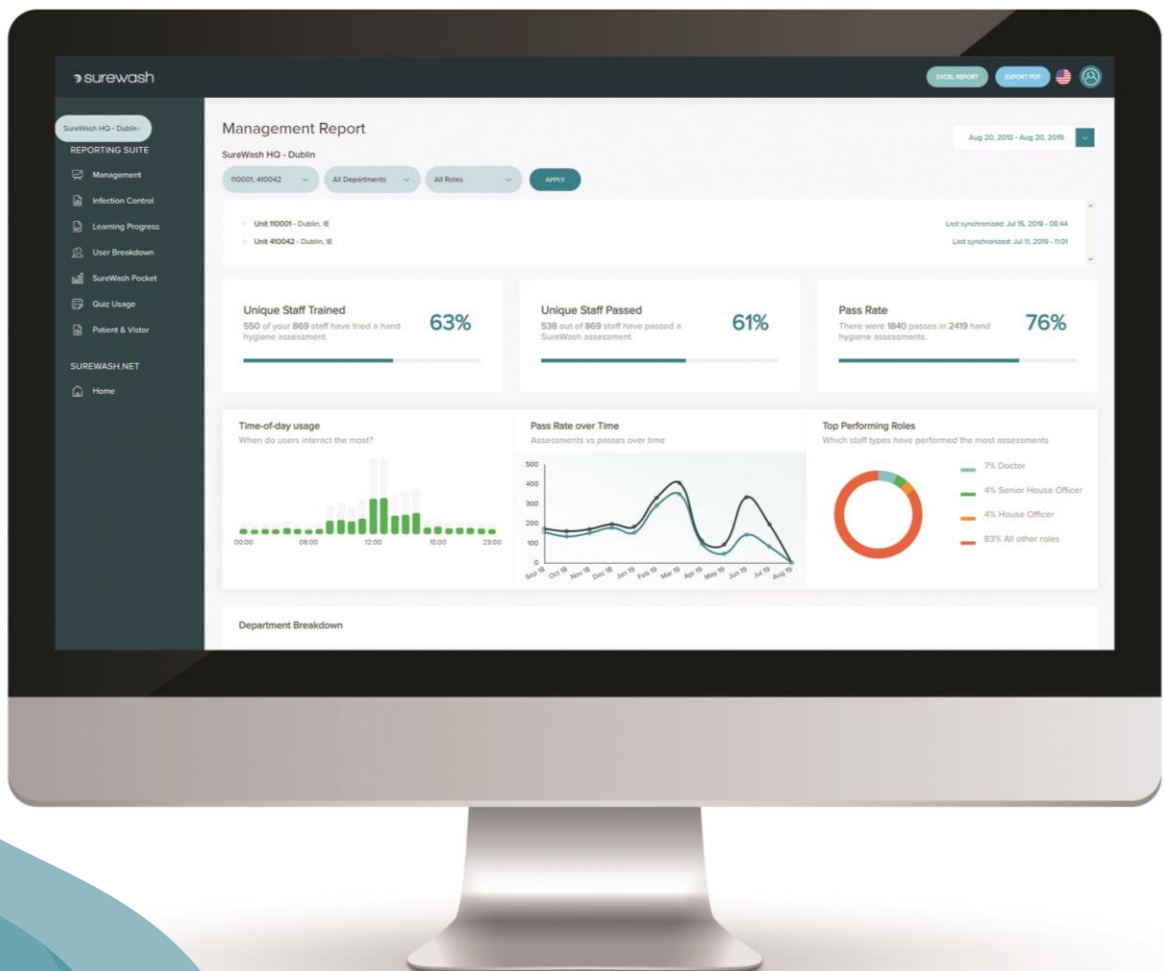 surewash
EXCEL REPORT
EXPORT PDF
SureWash HQ - Dublin
REPORTING SUITE
Management
Infection Control
Learning Progress
User Breakdown
SureWash Pocket
Quiz Usage
Patient & Vistor
SUREWASH.NET
Home
Management Report
Aug 20, 2018 - Aug 20, 2019
SureWash HQ - Dublin
110001, 410042
All Departments
All Roles
APPLY
Unit 110001 - Dublin, IE
Last synchronized: Jul 15, 2019 - 08:44
Unit 410042 - Dublin, IE
Last synchronized: Jul 11, 2019 - 11:01
Unique Staff Trained
550 of your 869 staff have tried a hand
hygiene assessment.
63%
Unique Staff Passed
538 out of 869 staff have passed a
SureWash assessment.
61%
Pass Rate
There were 1840 passes in 2419 hand
hygiene assessments.
76%
Time-of-day usage
When do users interact the most?
00:00 06:00 12:00 18:00 23:00
Pass Rate over Time
Assessments vs passes over time
500
400
300
200
100
0
Sep 18 Oct 18 Nov 18 Dec 18 Jan 19 Feb 19 Mar 19 Apr 19 May 19 Jun 19 Jul 19 Aug 19
Top Performing Roles
Which staff types have performed the most assessments
7% Doctor
4% Senior House Officer
4% House Officer
83% All other roles
Department Breakdown